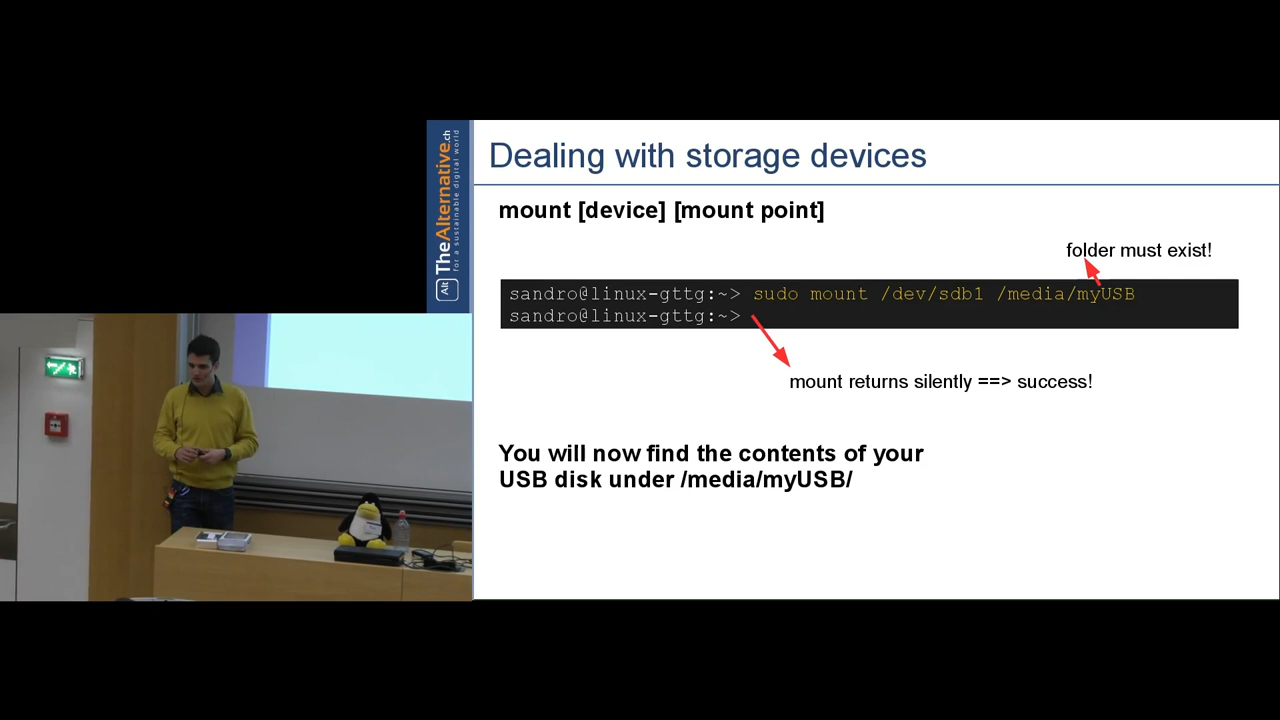 Alt TheAlternative.ch
for a sustainable digital world
Dealing with storage devices
mount [device] [mount point]
folder must exist!
sandro@linux-gttg:~> sudo mount /dev/sdb1 /media/myUSB
sandro@linux-gttg:~>
mount returns silently ==> success!
You will now find the contents of your
USB disk under /media/myUSB/